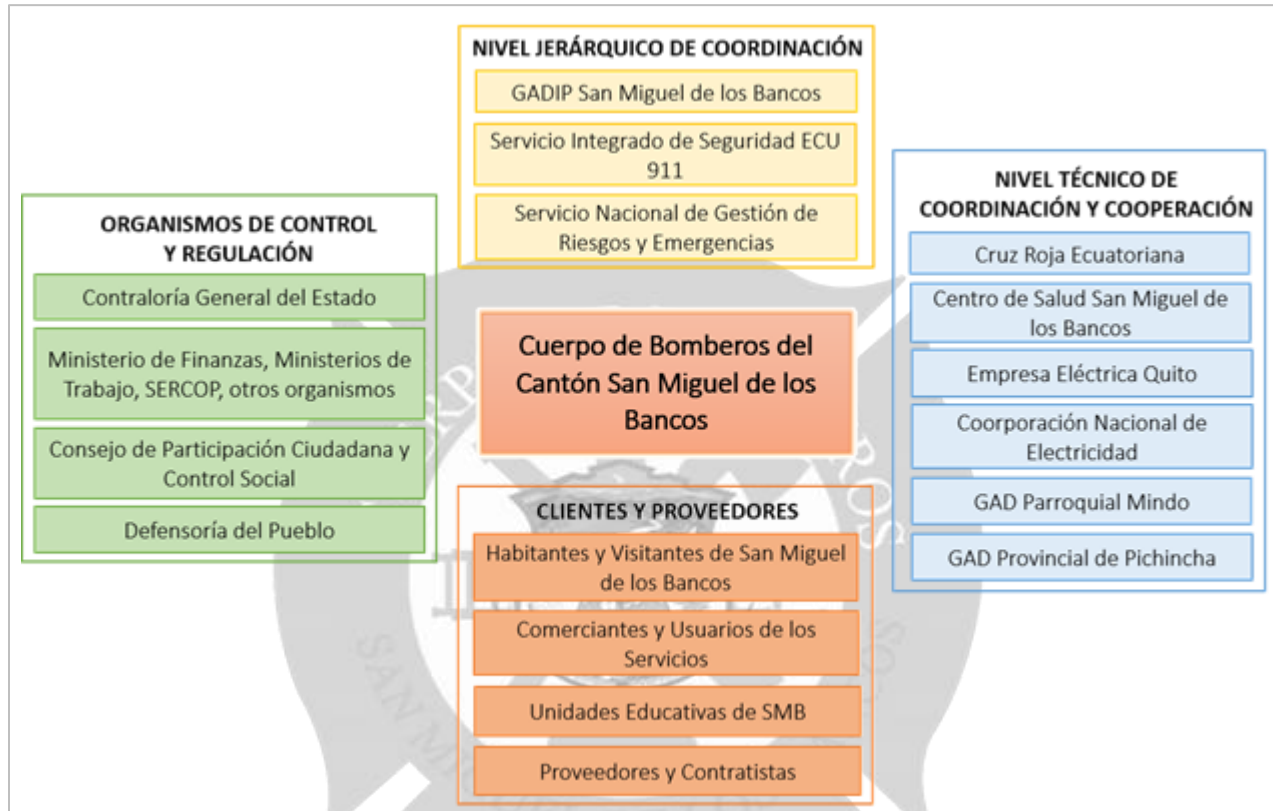 NIVEL JERÁRQUICO DE COORDINACIÓN
GADIP San Miguel de los Bancos
Servicio Integrado de Seguridad ECU
911
Servicio Nacional de Gestión de
Riesgos y Emergencias
ORGANISMOS DE CONTROL
Y REGULACIÓN
Contraloría General del Estado
Ministerio de Finanzas, Ministerios de
Trabajo, SERCOP, otros organismos
Consejo de Participación Ciudadana y
Control Social
Defensoría del Pueblo
Cuerpo de Bomberos del
Cantón San Miguel de los
Bancos
NIVEL TÉCNICO DE
COORDINACIÓN Y COOPERACIÓN
Cruz Roja Ecuatoriana
Centro de Salud San Miguel de
los Bancos
Empresa Eléctrica Quito
Coorporación Nacional de
Electricidad
GAD Parroquial Mindo
GAD Provincial de Pichincha
CLIENTES Y PROVEEDORES
Habitantes y Visitantes de San Miguel
de los Bancos
Comerciantes y Usuarios de los
Servicios
Unidades Educativas de SMB
Proveedores y Contratistas